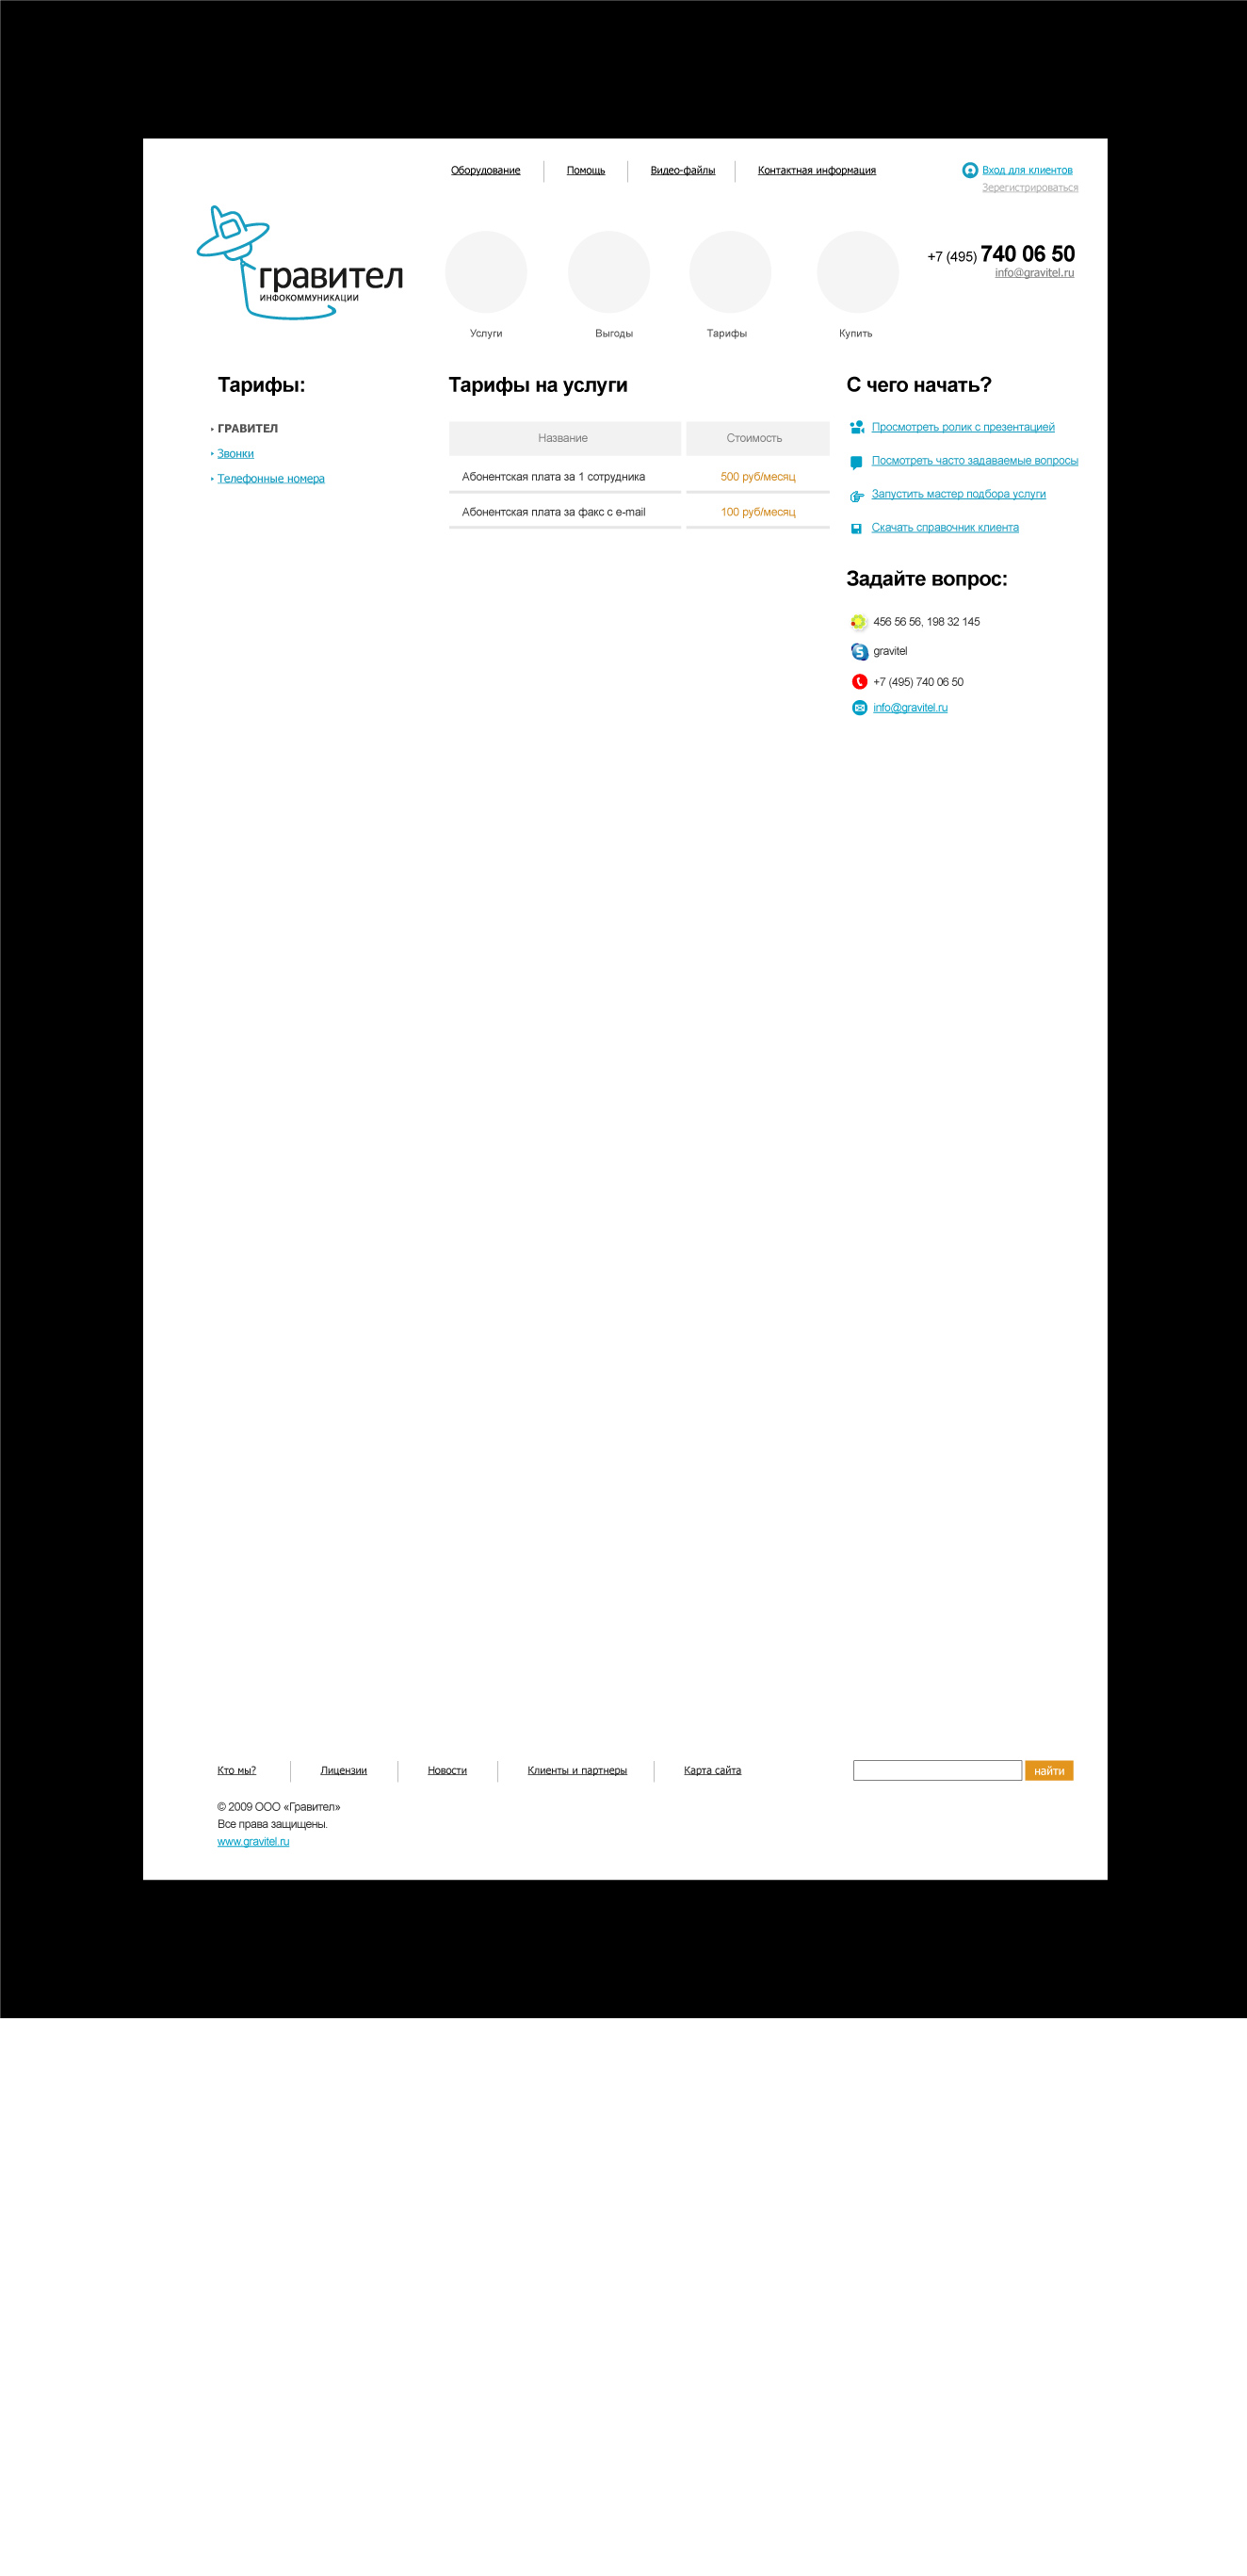 Оборудование
Помощь
Видео-файлы
Контактная информация
Вход для клиентов
Зерегистрироваться
гравител
ИНФОКОММУНИКАЦИИ
+7 (495) 740 06 50
info@gravitel.ru
Услуги
Выгоды
Тарифы
Купить
Тарифы:
ГРАВИТЕЛ
Звонки
Телефонные номера
Тарифы на услуги
Название
Стоимость
Абонентская плата за 1 сотрудника
500 руб/месяц
Абонентская плата за факс с e-mail
100 руб/месяц
С чего начать?
Просмотреть ролик с презентацией
Посмотреть часто задаваемые вопросы
Запустить мастер подбора услуги
Скачать справочник клиента
Задайте вопрос:
456 56 56, 198 32 145
gravitel
+7 (495) 740 06 50
info@gravitel.ru
Кто мы?
Лицензии
Новости
Клиенты и партнеры
Карта сайта
найти
© 2009 ООО «Гравител»
Все права защищены.
www.gravitel.ru